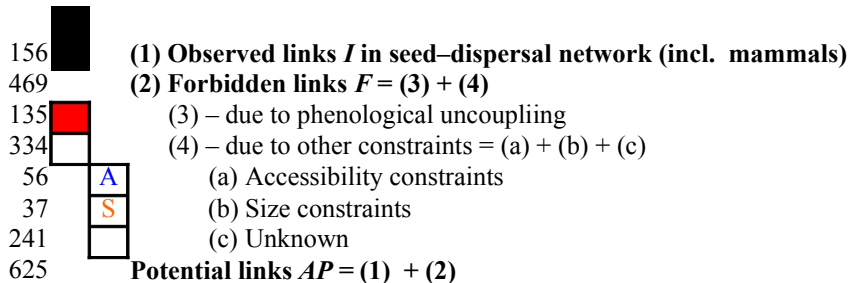 156 (1) Observed links I in seed–dispersal network (incl. mammals)
469 (2) Forbidden links F = (3) + (4)
135 (3) – due to phenological uncoupliing
334 (4) – due to other constraints = (a) + (b) + (c)
56 A (a) Accessibility constraints
37 S (b) Size constraints
241 (c) Unknown
625 Potential links AP = (1) + (2)